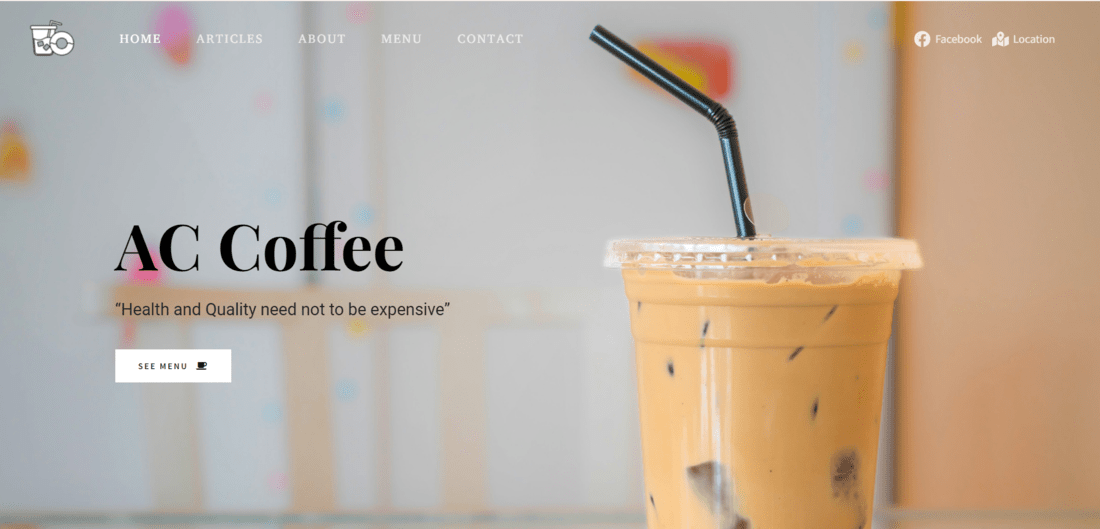 HOME ARTICLES ABOUT MENU CONTACT Facebook Location
AC Coffee
“Health and Quality need not to be expensive”
SEE MENU